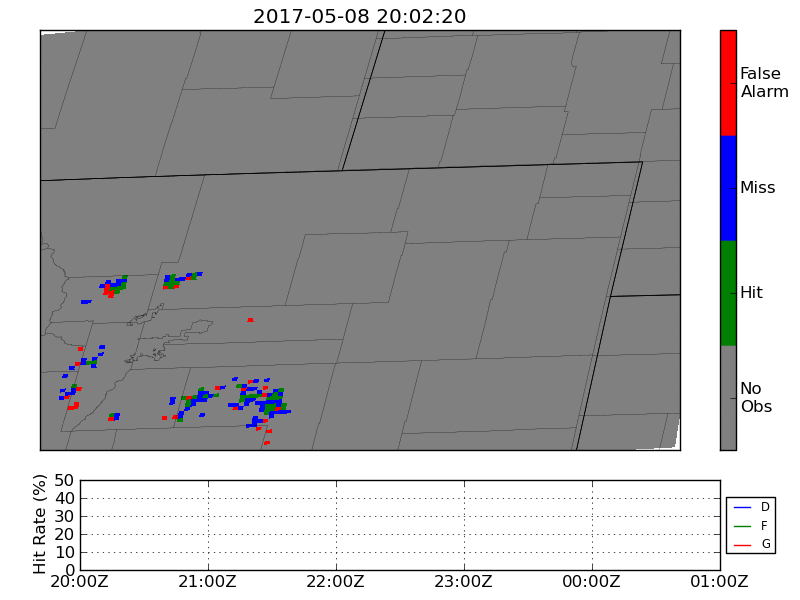 2017-05-08 20:02:20
False
Alarm
Miss
Hit
No
Obs
Hit Rate (%)
50
40
30
20
10
0
20:00Z 21:00Z 22:00Z 23:00Z 00:00Z 01:00Z
D
F
G